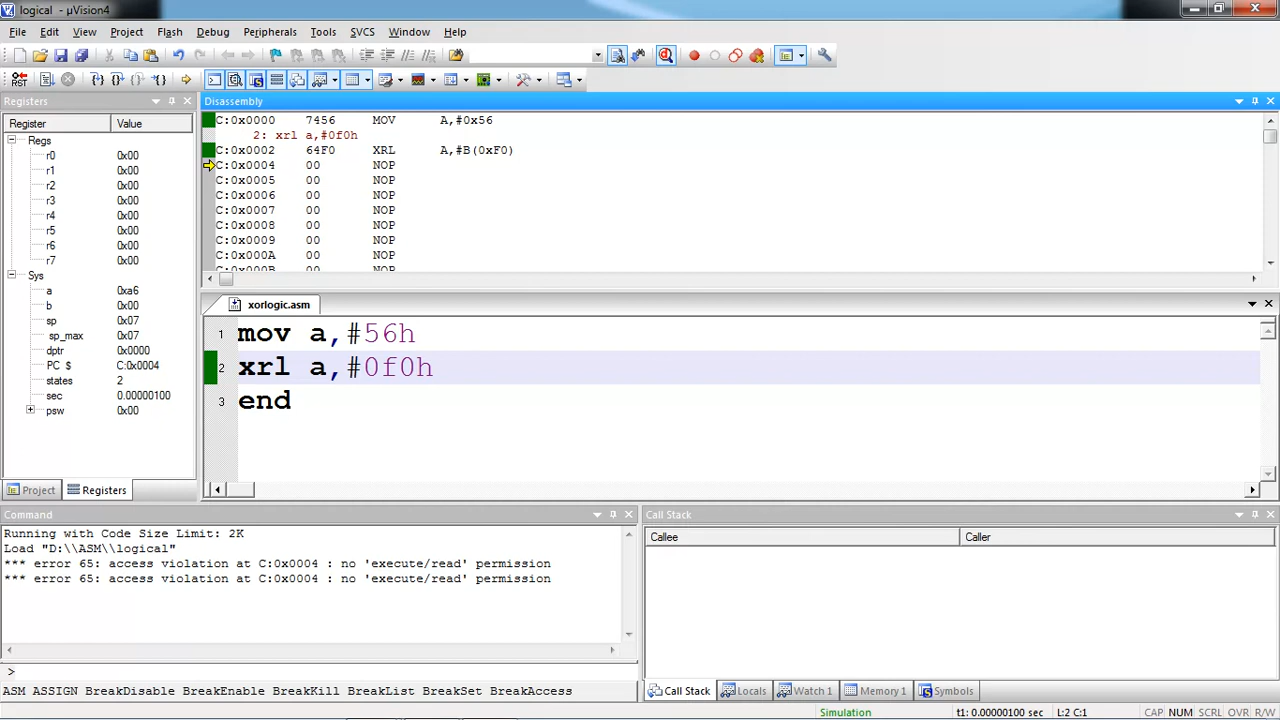 logical - µVision4
File Edit View Project Flash Debug Peripherals Tools SVCS Window Help
Registers
Register Value
Regs
r0 0x00
r1 0x00
r2 0x00
r3 0x00
r4 0x00
r5 0x00
r6 0x00
r7 0x00
Sys
a 0xa6
b 0x00
sp 0x07
sp_max 0x07
dptr 0x0000
PC $ C:0x0004
states 2
sec 0.00000100
psw 0x00
Project Registers
Disassembly
C:0x0000 7456 MOV A,#0x56
2: xrl a,#0f0h
C:0x0002 64F0 XRL A,#B(0xF0)
C:0x0004 00 NOP
C:0x0005 00 NOP
C:0x0006 00 NOP
C:0x0007 00 NOP
C:0x0008 00 NOP
C:0x0009 00 NOP
C:0x000A 00 NOP
C:0x000B 00 NOP
xorlogic.asm
1 mov a,#56h
2 xrl a,#0f0h
3 end
Command
Running with Code Size Limit: 2K
Load "D:\\ASM\\logical"
*** error 65: access violation at C:0x0004 : no 'execute/read' permission
*** error 65: access violation at C:0x0004 : no 'execute/read' permission
>
ASM ASSIGN BreakDisable BreakEnable BreakKill BreakList BreakSet BreakAccess
Call Stack
Callee Caller
Call Stack Locals Watch 1 Memory 1 Symbols
Simulation t1: 0.00000100 sec L:2 C:1 CAP NUM SCRL OVR R/W